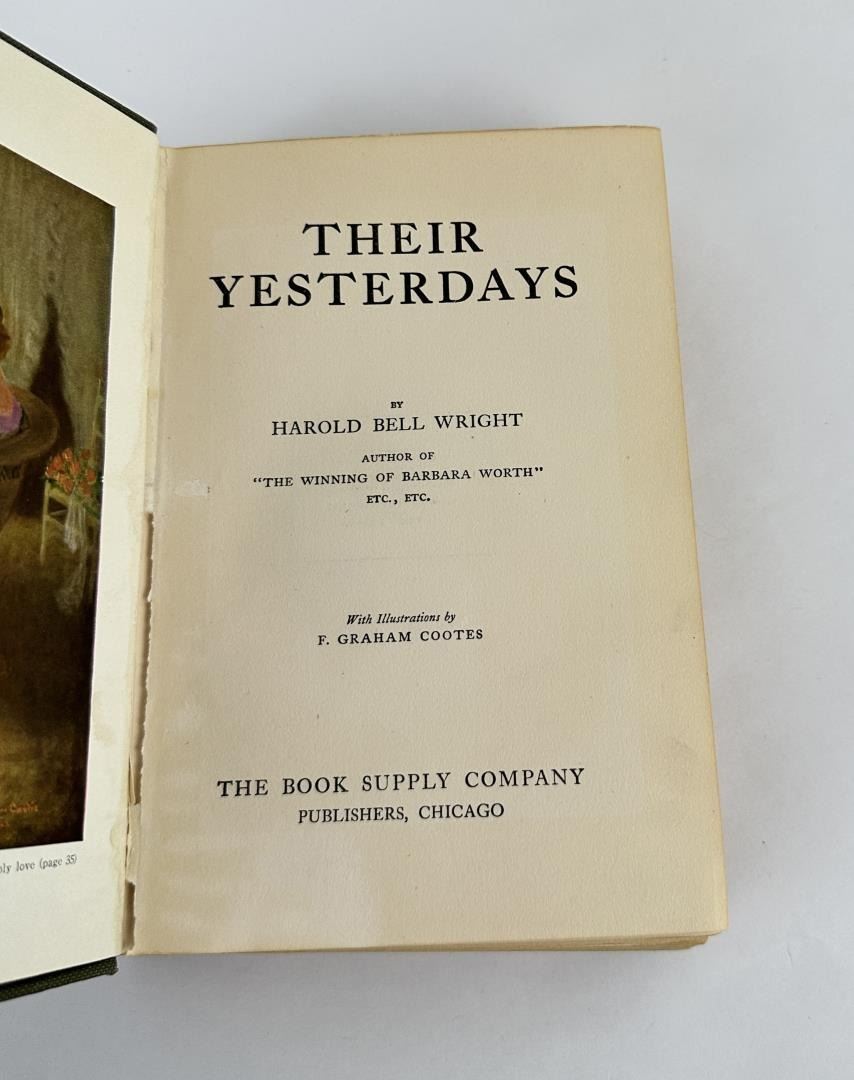 THEIR
YESTERDAYS
BY
HAROLD BELL WRIGHT
AUTHOR OF
"THE WINNING OF BARBARA WORTH"
ETC., ETC.
With Illustrations by
F. GRAHAM COOTES
THE BOOK SUPPLY COMPANY
PUBLISHERS, CHICAGO
love (page 35)